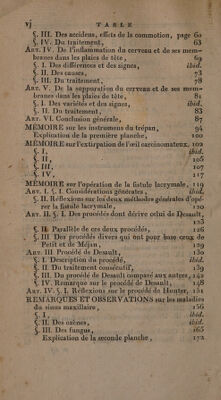 vj TABLE
§. III. Des accidens, effets de la commotion, page 60
§. IV. Du traitement, 63
Art. IV. De l'inflammation du cerveau et de ses mem-
branes dans les plaies de tête, 69
§. I. Des différences et des signes, ibid.
§. II. Des causes, 73
§. III. Du traitement, 78
Art. V. De la suppuration du cerveau et de ses mem-
branes dans les plaies de tête, 81
§. I. Des variétés et des signes, ibid.
§. II. Du traitement, 85
Art. VI. Conclusion générale, 87
MÉMOIRE sur les instrumens du trépan, 94
Explication de la première planche, 100
MÉMOIRE sur l'extirpation de l'œil carcinomateux. 102
§. I, ibid.
§. II, 105
§. III, 107
§. IV, 117
MÉMOIRE sur l'opération de la fistule lacrymale, 119
Art. I. §. I. Considérations générales, ibid.
§. II. Réflexions sur les deux méthodes générales d'opé-
rer la fistule lacrymale, 120
Art. II. §. I. Des procédés dont dérive celui de Desault,
123
§. II. Parallèle de ces deux procédés, 126
§. III. Des procédés divers qui ont pour base ceux de
Petit et de Méjan, 129
Art. III. Procédé de Desault, 130
§. I. Description du procédé, ibid.
§. II. Du traitement consécutif, 139
§. III. Du procédé de Desault comparé aux autres, 142
§. IV. Remarque sur le procédé de Desault, 148
Art. IV. §. I. Réflexions sur le procédé de Hunter, 151
REMARQUES ET OBSERVATIONS sur les maladies
du sinus maxillaire, 156
§. I, ibid.
§. II. Des ozènes, ibid.
§. III. Des fungus, 165
Explication de la seconde planche, 172